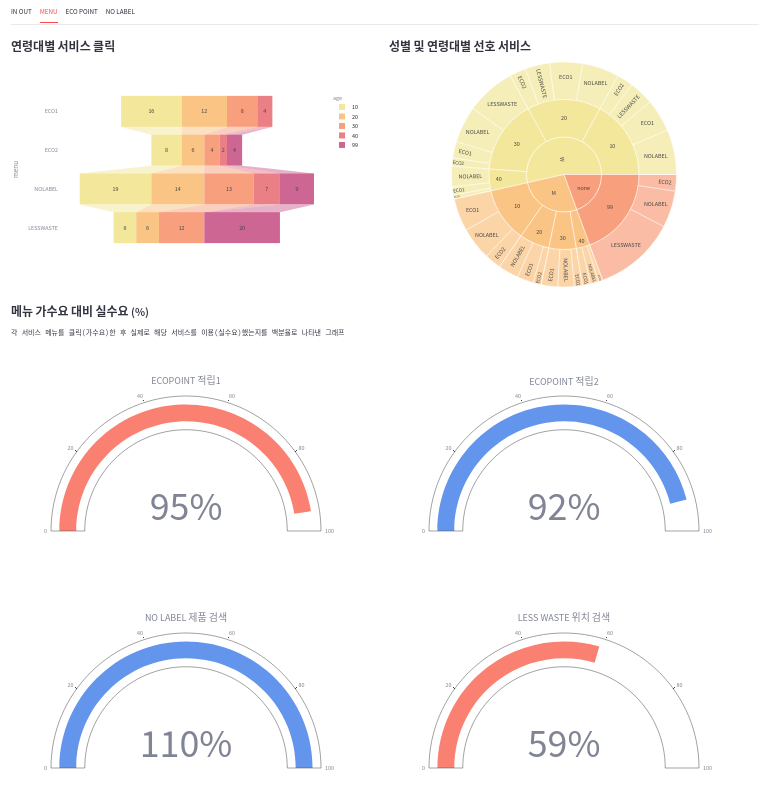 IN OUT MENU ECO POINT NO LABEL
연령대별 서비스 클릭
age
10
20
30
40
99
menu
ECO1 16 12 8 4
ECO2 8 6 4 2 4
NOLABEL 19 14 13 7 9
LESSWASTE 6 6 12 20
성별 및 연령대별 선호 서비스
W
10
NOLABEL
ECO1
LESSWASTE
ECO2
20
NOLABEL
ECO1
LESSWASTE
ECO2
30
LESSWASTE
NOLABEL
ECO1
ECO2
40
NOLABEL
ECO1
M
10
ECO1
NOLABEL
ECO2
20
NOLABEL
ECO1
ECO2
30
ECO1
NOLABEL
ECO2
40
ECO1
NOLABEL
none
99
LESSWASTE
NOLABEL
ECO2
메뉴 가수요 대비 실수요 (%)
각 서비스 메뉴를 클릭(가수요)한 후 실제로 해당 서비스를 이용(실수요)했는지를 백분율로 나타낸 그래프
ECOPOINT 적립1
0 20 40 60 80 100
95%
ECOPOINT 적립2
0 20 40 60 80 100
92%
NO LABEL 제품 검색
0 20 40 60 80 100
110%
LESS WASTE 위치 검색
0 20 40 60 80 100
59%